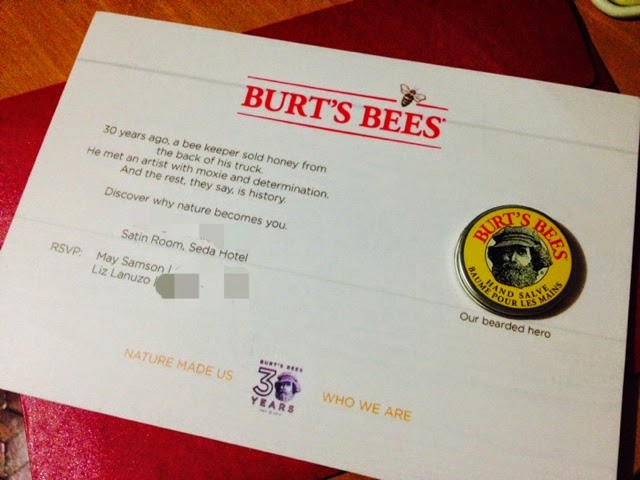 BURT'S BEES
30 years ago, a bee keeper sold honey from
the back of his truck.
He met an artist with moxie and determination.
And the rest, they say, is history.
Discover why nature becomes you.
Satin Room, Seda Hotel
RSVP: May Samson
Liz Lanuzo
BURT'S BEES
HAND SALVE
BAUME POUR LES MAINS
Our bearded hero
NATURE MADE US
BURT'S BEES
30
YEARS
WHO WE ARE